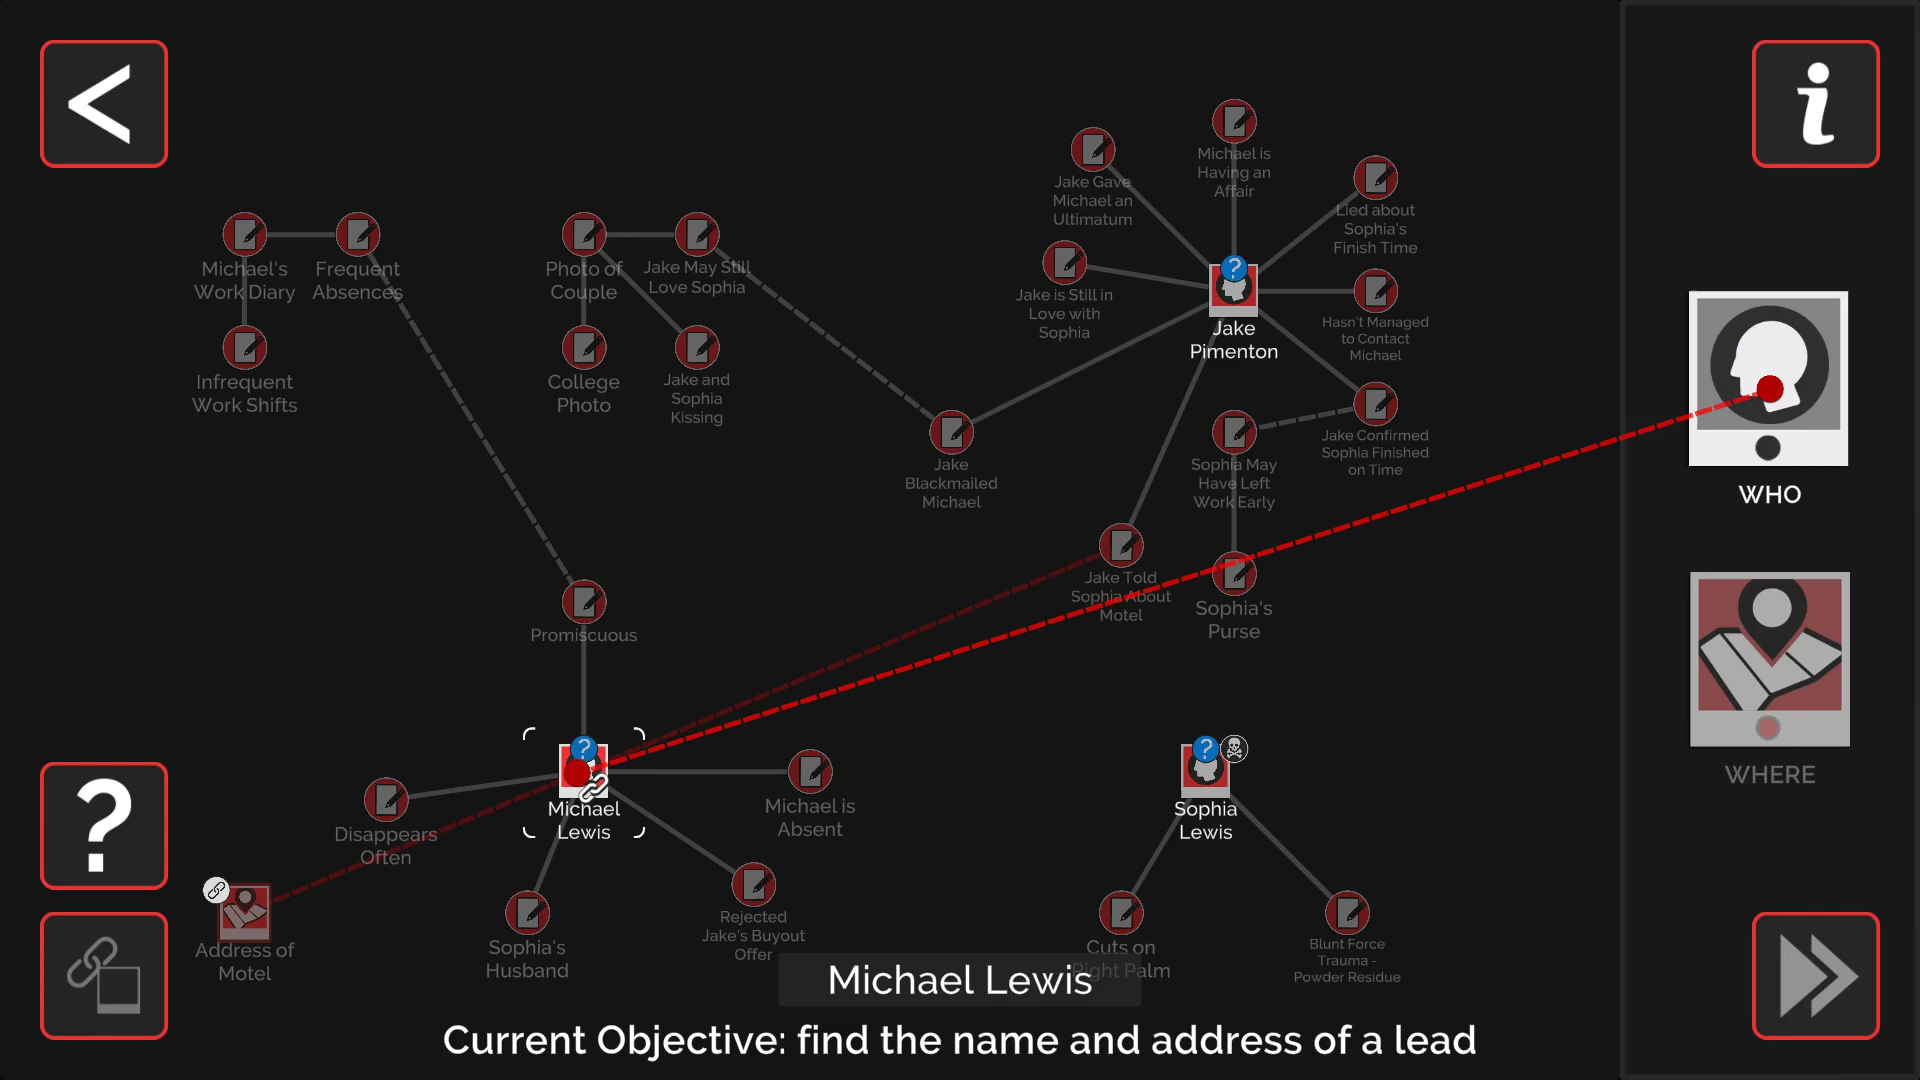 Michael is
Having an
Affair
Jake Gave
Michael an
Ultimatum
Lied about
Sophia's
Finish Time
Michael's
Work Diary
Frequent
Absences
Photo of
Couple
Jake May Still
Love Sophia
Jake is Still in
Love with
Sophia
Jake
Pimenton
Hasn't Managed
to Contact
Michael
Infrequent
Work Shifts
College
Photo
Jake and
Sophia
Kissing
Jake
Blackmailed
Michael
Sophia May
Have Left
Work Early
Jake Confirmed
Sophia Finished
on Time
WHO
Jake Told
Sophia About
Motel
Sophia's
Purse
Promiscuous
WHERE
Michael
Lewis
Michael is
Absent
Sophia
Lewis
Disappears
Often
Address of
Motel
Sophia's
Husband
Rejected
Jake's Buyout
Offer
Cuts on
Right Palm
Blunt Force
Trauma -
Powder Residue
Michael Lewis
Current Objective: find the name and address of a lead